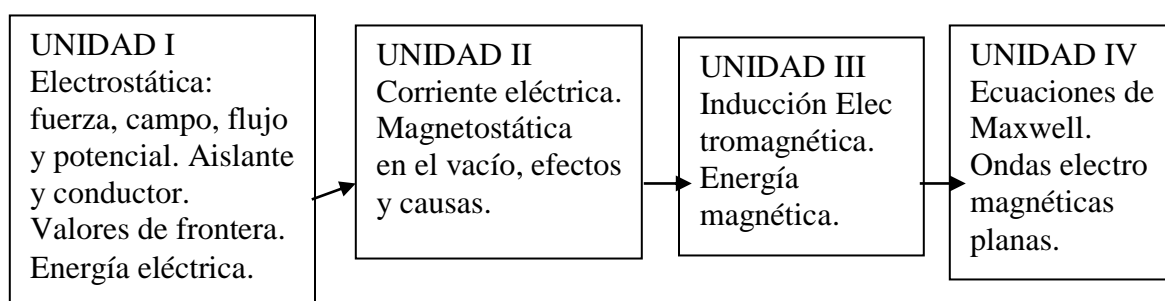 UNIDAD I
Electrostática:
fuerza, campo, flujo
y potencial. Aislante
y conductor.
Valores de frontera.
Energía eléctrica.
UNIDAD II
Corriente eléctrica.
Magnetostática
en el vacío, efectos
y causas.
UNIDAD III
Inducción Elec
tromagnética.
Energía
magnética.
UNIDAD IV
Ecuaciones de
Maxwell.
Ondas electro
magnéticas
planas.